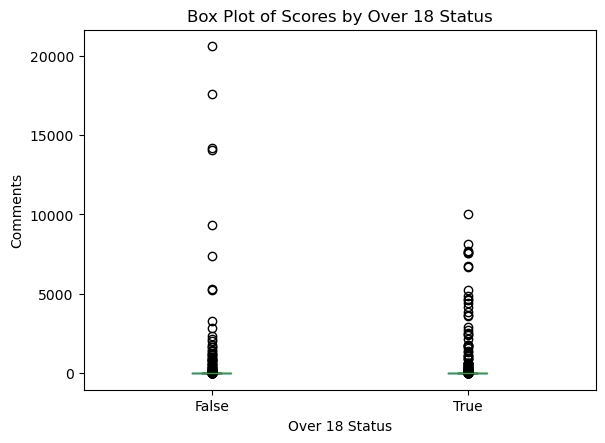 Box Plot of Scores by Over 18 Status
20000
15000
10000
5000
0
Comments
False
True
Over 18 Status